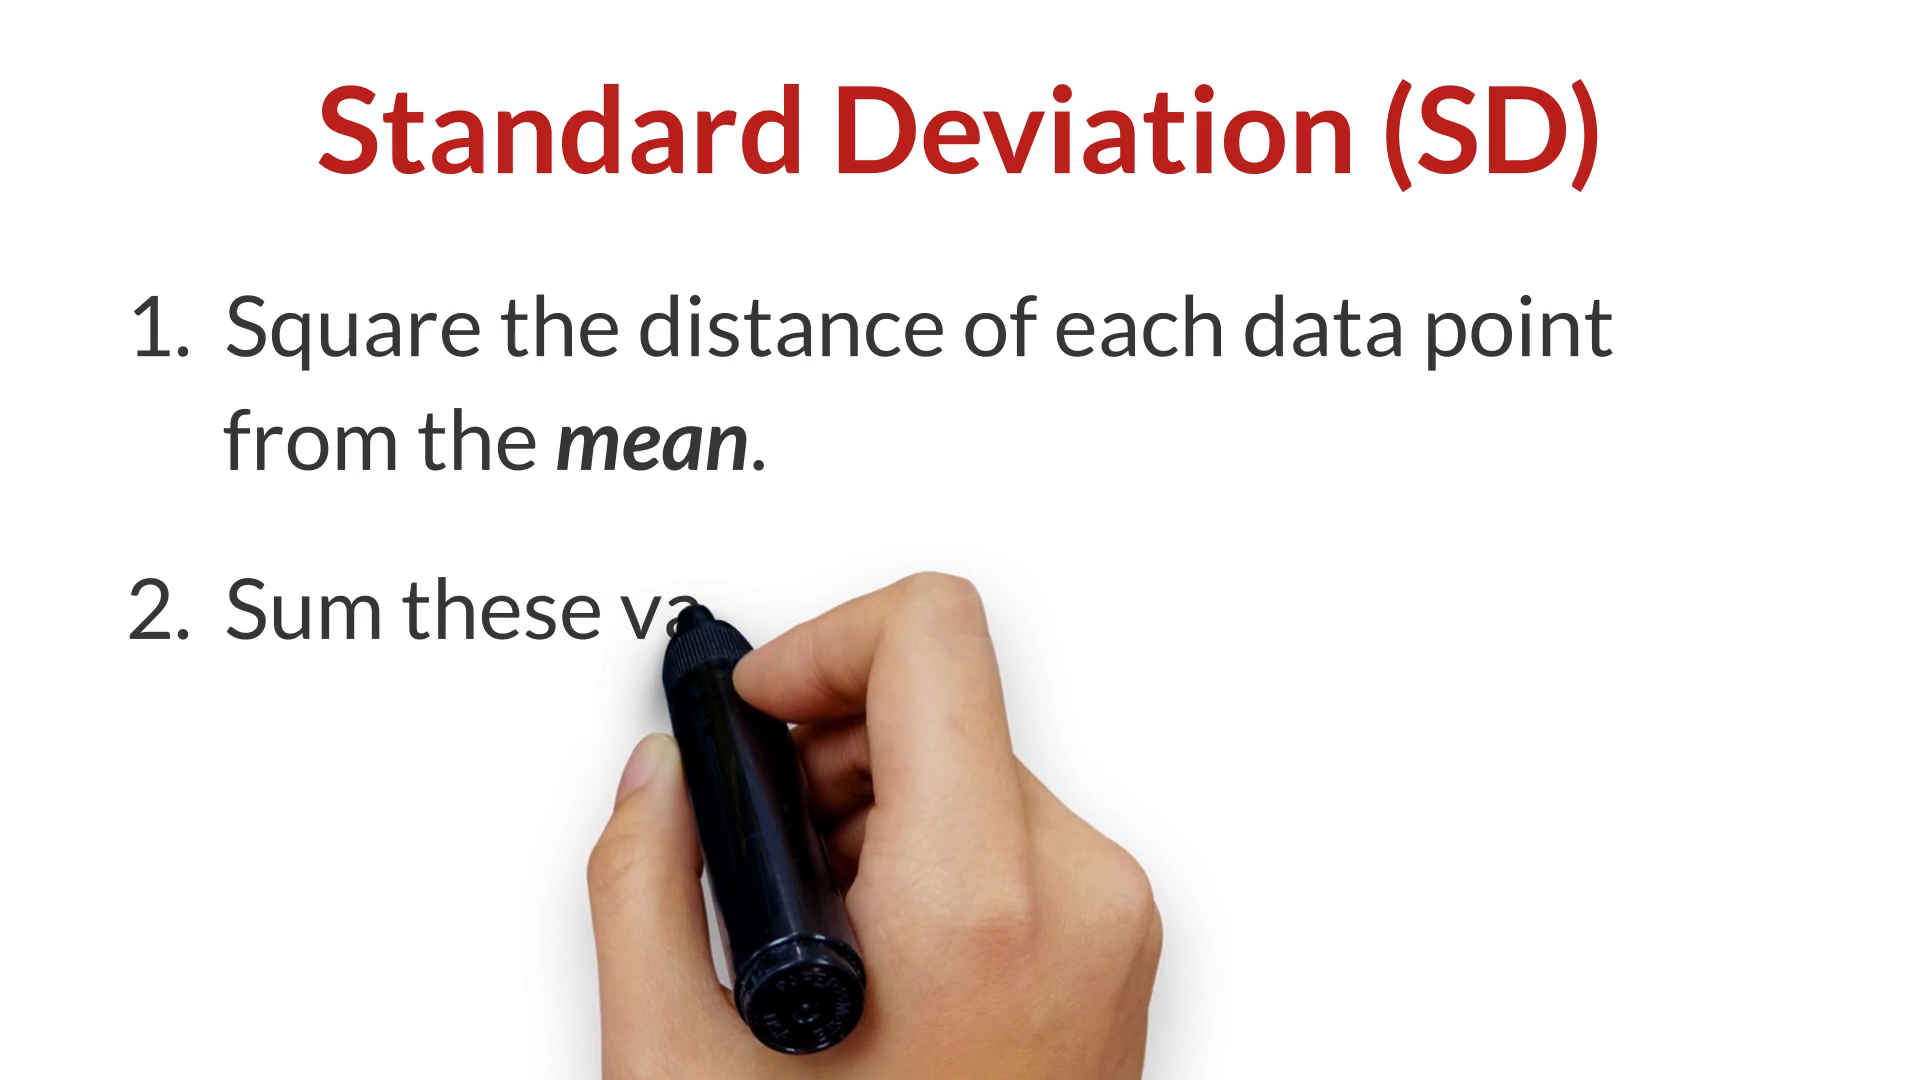 Standard Deviation (SD)
1. Square the distance of each data point
from the mean.
2. Sum these va